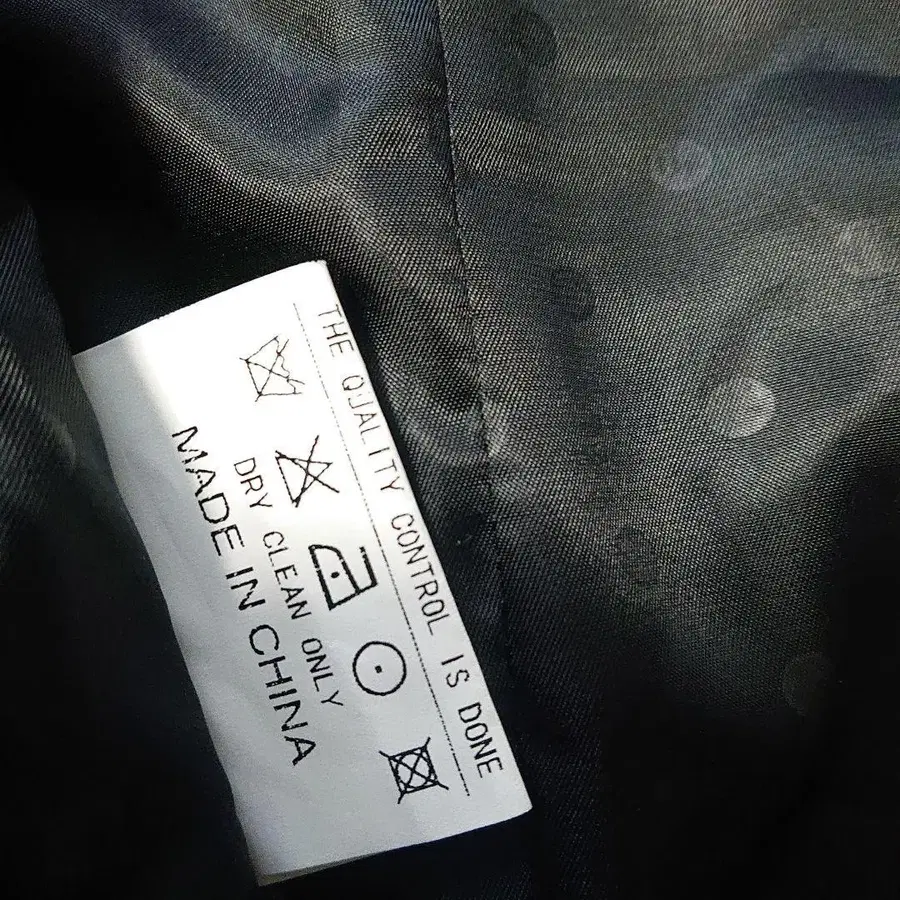 THE QUALITY CONTROL IS DONE
DRY CLEAN ONLY
MADE IN CHINA